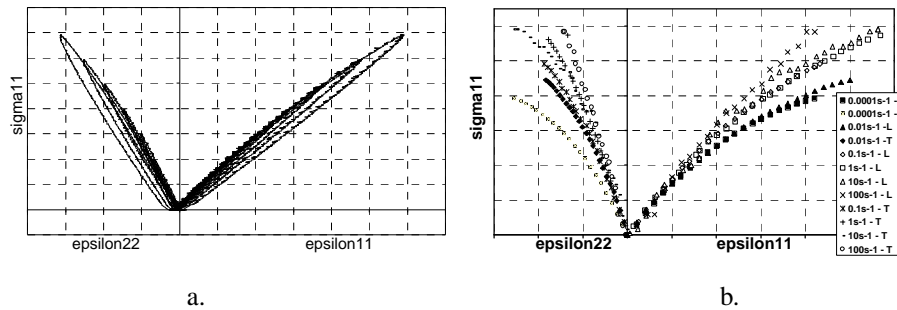 sigma11
epsilon22
epsilon11
a.
sigma11
epsilon22
epsilon11
0.0001s-1 -
0.0001s-1 -
0.01s-1 - L
0.01s-1 - T
0.1s-1 - L
1s-1 - L
10s-1 - L
100s-1 - L
0.1s-1 - T
1s-1 - T
10s-1 - T
100s-1 - T
b.